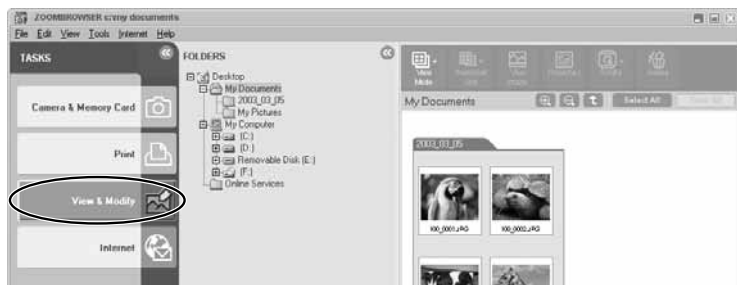 ZOOMBROWSER c:\my documents
File Edit View Tools Internet Help
TASKS
Camera & Memory Card
Print
View & Modify
Internet
FOLDERS
Desktop
My Documents
2003_03_05
My Pictures
My Computer
(C:)
(D:)
Removable Disk (E:)
(F:)
Online Services
View
Mode
My Documents
Select All
2003_03_05
100_0001.JPG 100_0002.JPG